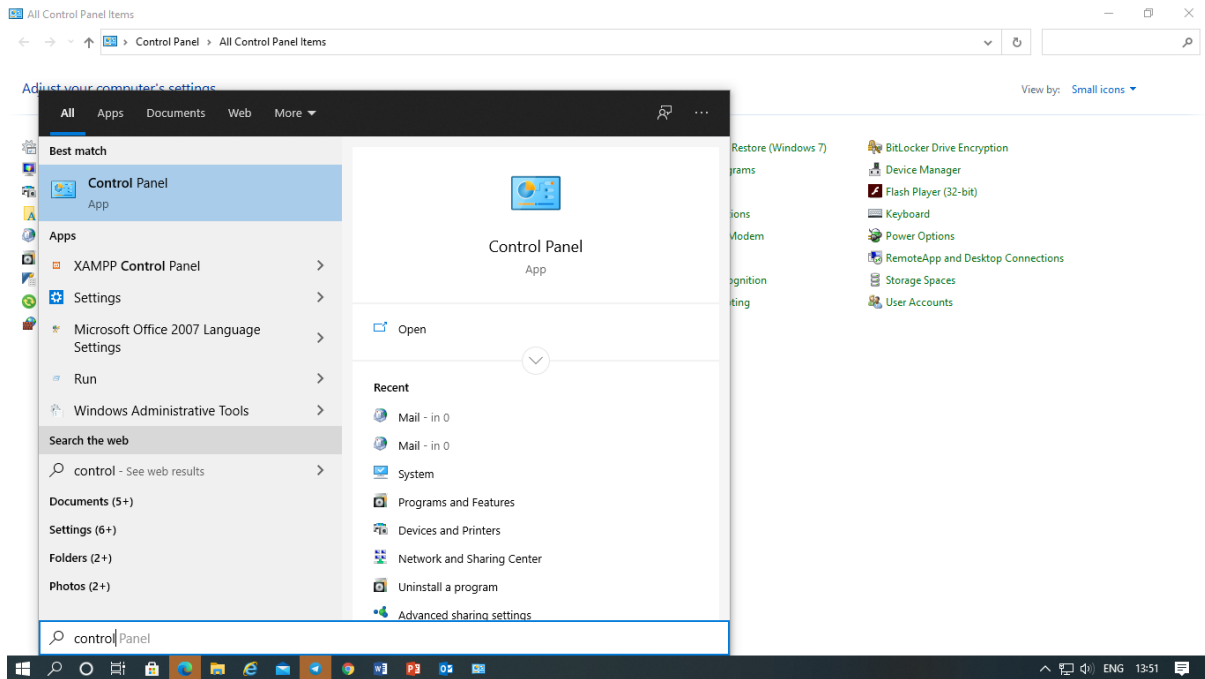 All Control Panel Items
Control Panel > All Control Panel Items
Adjust your computer's settings
View by: Small icons
All Apps Documents Web More
Best match
Control Panel
App
Apps
XAMPP Control Panel
Settings
Microsoft Office 2007 Language
Settings
Run
Windows Administrative Tools
Search the web
control - See web results
Documents (5+)
Settings (6+)
Folders (2+)
Photos (2+)
Control Panel
App
Open
Recent
Mail - in 0
Mail - in 0
System
Programs and Features
Devices and Printers
Network and Sharing Center
Uninstall a program
Advanced sharing settings
Restore (Windows 7)
Modem
BitLocker Drive Encryption
Device Manager
Flash Player (32-bit)
Keyboard
Power Options
RemoteApp and Desktop Connections
Storage Spaces
User Accounts
control Panel
ENG 13:51